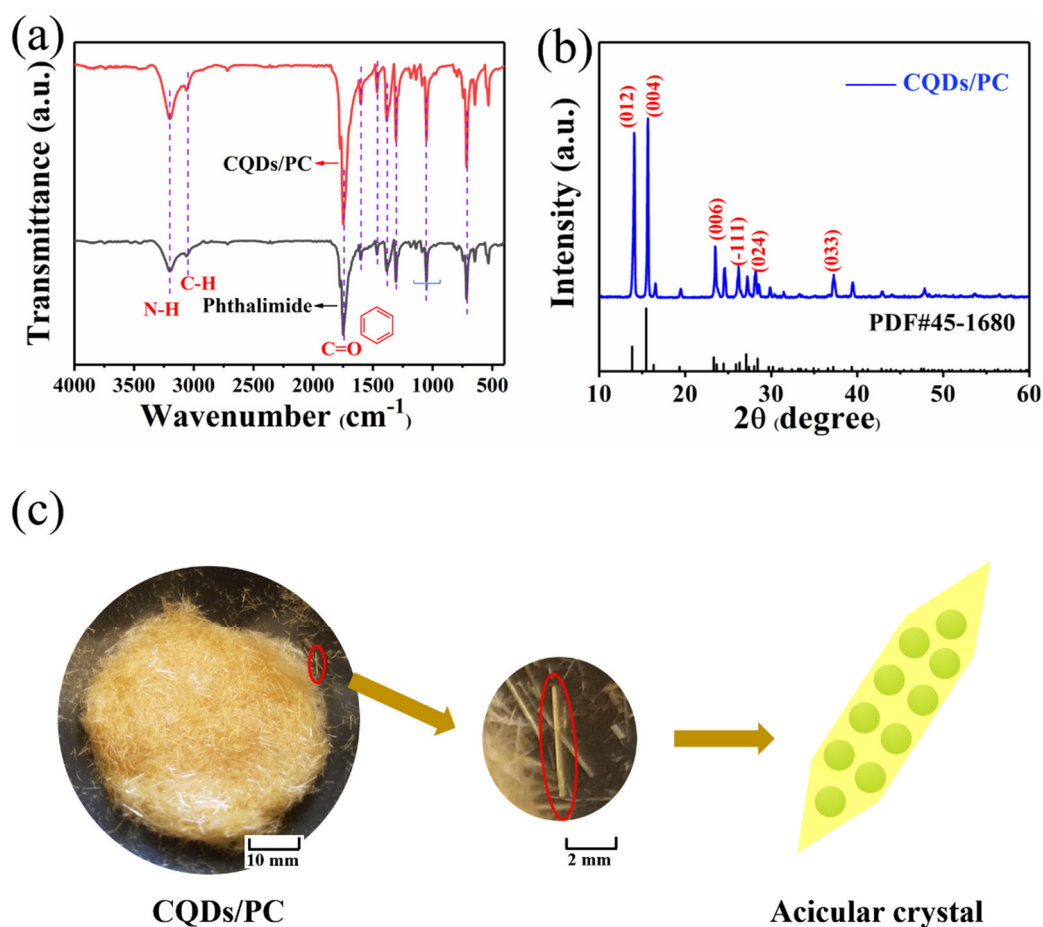 (a)
Transmittance (a.u.)
CQDs/PC
C-H
N-H
Phthalimide
C=O
4000 3000 2500 2000 1500 1000 500
Wavenumber (cm-1)
(b)
Intensity (a.u.)
CQDs/PC
(012)
(004)
(006)
(-111)
(024)
(033)
PDF#45-1680
10 20 30 40 50 60
2θ (degree)
(c)
10 mm
2 mm
CQDs/PC
Acicular crystal